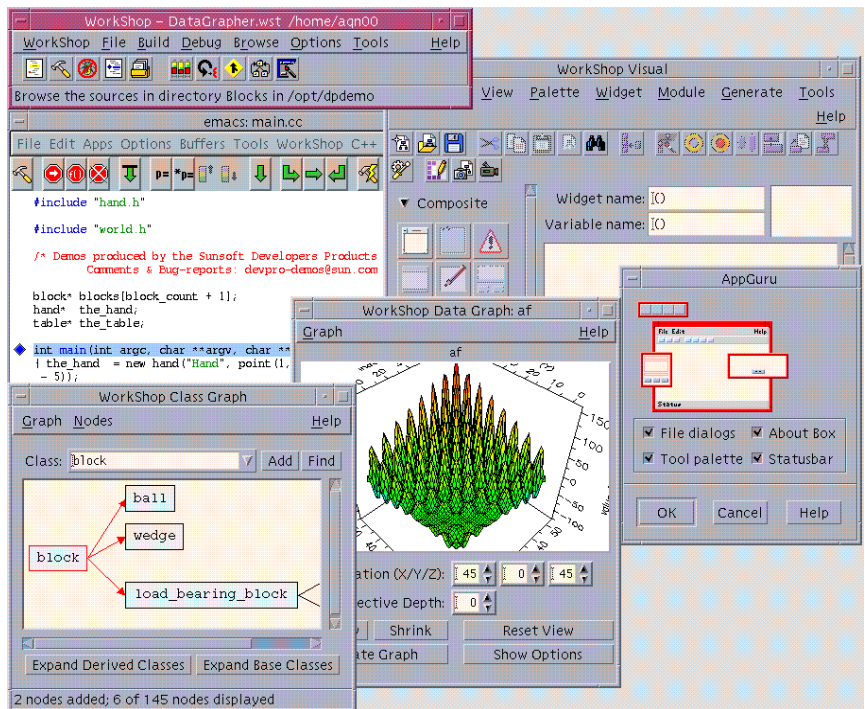 WorkShop – DataGrapher.wst /home/aqn00
WorkShop File Build Debug Browse Options Tools Help
Browse the sources in directory Blocks in /opt/dpdemo
WorkShop Visual
View Palette Widget Module Generate Tools
Help
Composite
Widget name: ()
Variable name: ()
emacs: main.cc
File Edit Apps Options Buffers Tools WorkShop C++
p= *p=
#include "hand.h"
#include "world.h"
/* Demos produced by the Sunsoft Developers Products
Comments & Bug-reports: devpro-demos@sun.com
block* blocks[block_count + 1];
hand* the_hand;
table* the_table;
int main(int argc, char **argv, char **
{ the_hand = new hand("Hand", point(1,
- 5));
WorkShop Data Graph: af
Graph Help
af
-150
-100
-50
-0
-50
-100
45 0 45
ective Depth: 0
Shrink Reset View
te Graph Show Options
AppGuru
File Edit Help
Status
File dialogs About Box
Tool palette Statusbar
OK Cancel Help
WorkShop Class Graph
Graph Nodes Help
Class: block Add Find
ball
wedge
block
load_bearing_block
Expand Derived Classes Expand Base Classes
2 nodes added; 6 of 145 nodes displayed